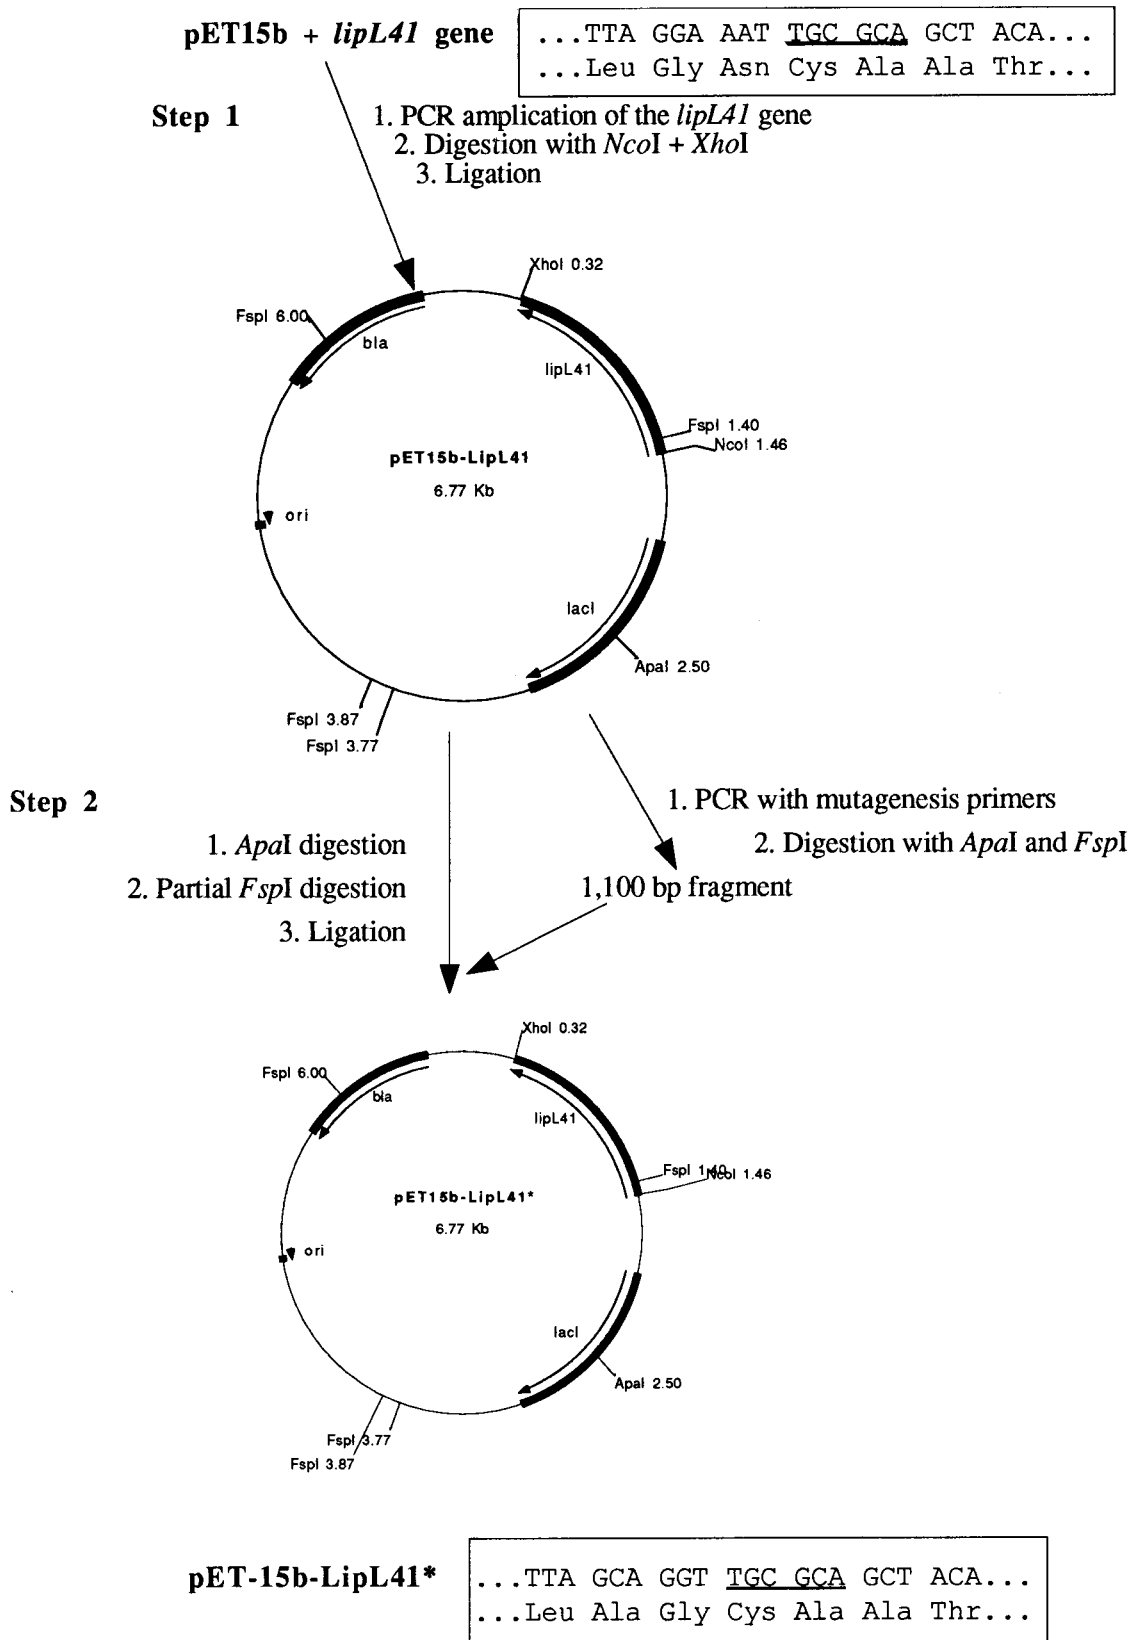 pET15b + lipL41 gene
...TTA GGA AAT TGC GCA GCT ACA...
...Leu Gly Asn Cys Ala Ala Thr...
Step 1
1. PCR amplication of the lipL41 gene
2. Digestion with NcoI + XhoI
3. Ligation
XhoI 0.32
FspI 6.00
bla
lipL41
FspI 1.40
NcoI 1.46
pET15b-LipL41
6.77 Kb
ori
lacI
ApaI 2.50
FspI 3.87
FspI 3.77
Step 2
1. PCR with mutagenesis primers
2. Digestion with ApaI and FspI
1. ApaI digestion
2. Partial FspI digestion
3. Ligation
1,100 bp fragment
XhoI 0.32
FspI 6.00
bla
lipL41
FspI 1.40
NcoI 1.46
pET15b-LipL41*
6.77 Kb
ori
lacI
ApaI 2.50
FspI 3.77
FspI 3.87
pET-15b-LipL41*
...TTA GCA GGT TGC GCA GCT ACA...
...Leu Ala Gly Cys Ala Ala Thr...